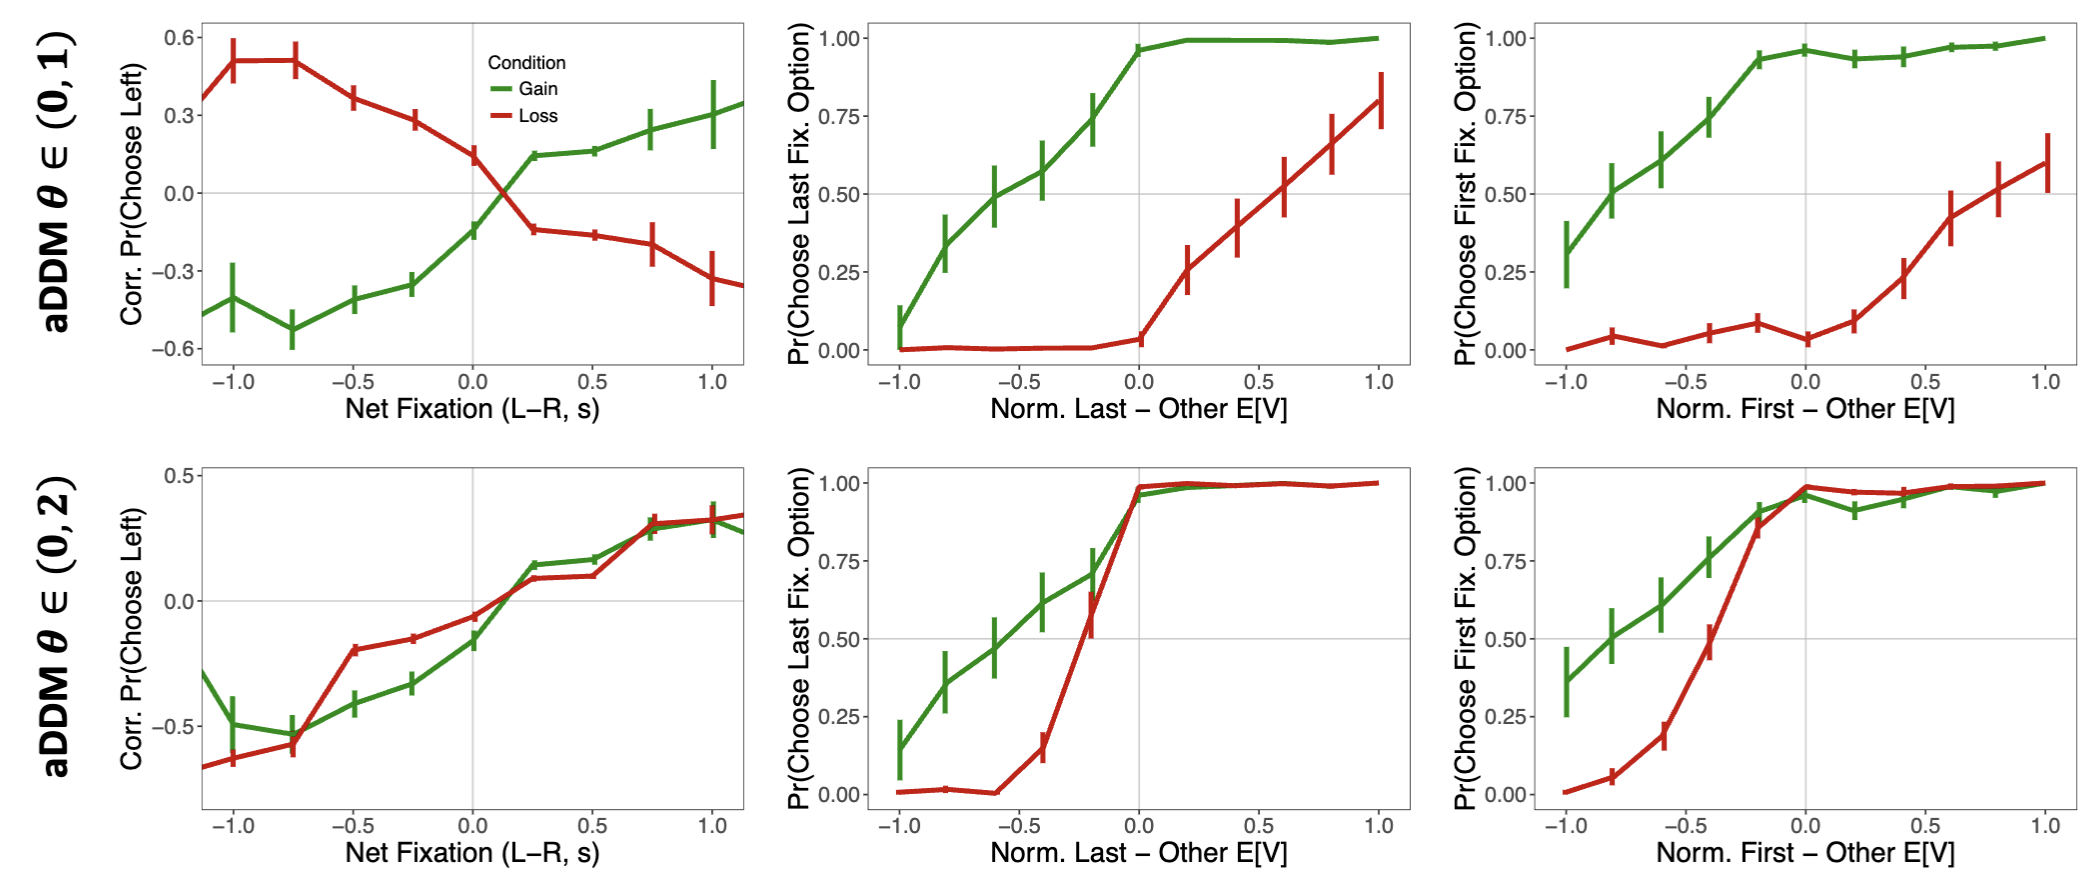 aDDM θ ∈ (0, 1)
Corr. Pr(Choose Left)
0.6
0.3
0.0
−0.3
−0.6
Condition
Gain
Loss
−1.0 −0.5 0.0 0.5 1.0
Net Fixation (L−R, s)
Pr(Choose Last Fix. Option)
1.00
0.75
0.50
0.25
0.00
−1.0 −0.5 0.0 0.5 1.0
Norm. Last − Other E[V]
Pr(Choose First Fix. Option)
1.00
0.75
0.50
0.25
0.00
−1.0 −0.5 0.0 0.5 1.0
Norm. First − Other E[V]
aDDM θ ∈ (0, 2)
Corr. Pr(Choose Left)
0.5
0.0
−0.5
−1.0 −0.5 0.0 0.5 1.0
Net Fixation (L−R, s)
Pr(Choose Last Fix. Option)
1.00
0.75
0.50
0.25
0.00
−1.0 −0.5 0.0 0.5 1.0
Norm. Last − Other E[V]
Pr(Choose First Fix. Option)
1.00
0.75
0.50
0.25
0.00
−1.0 −0.5 0.0 0.5 1.0
Norm. First − Other E[V]